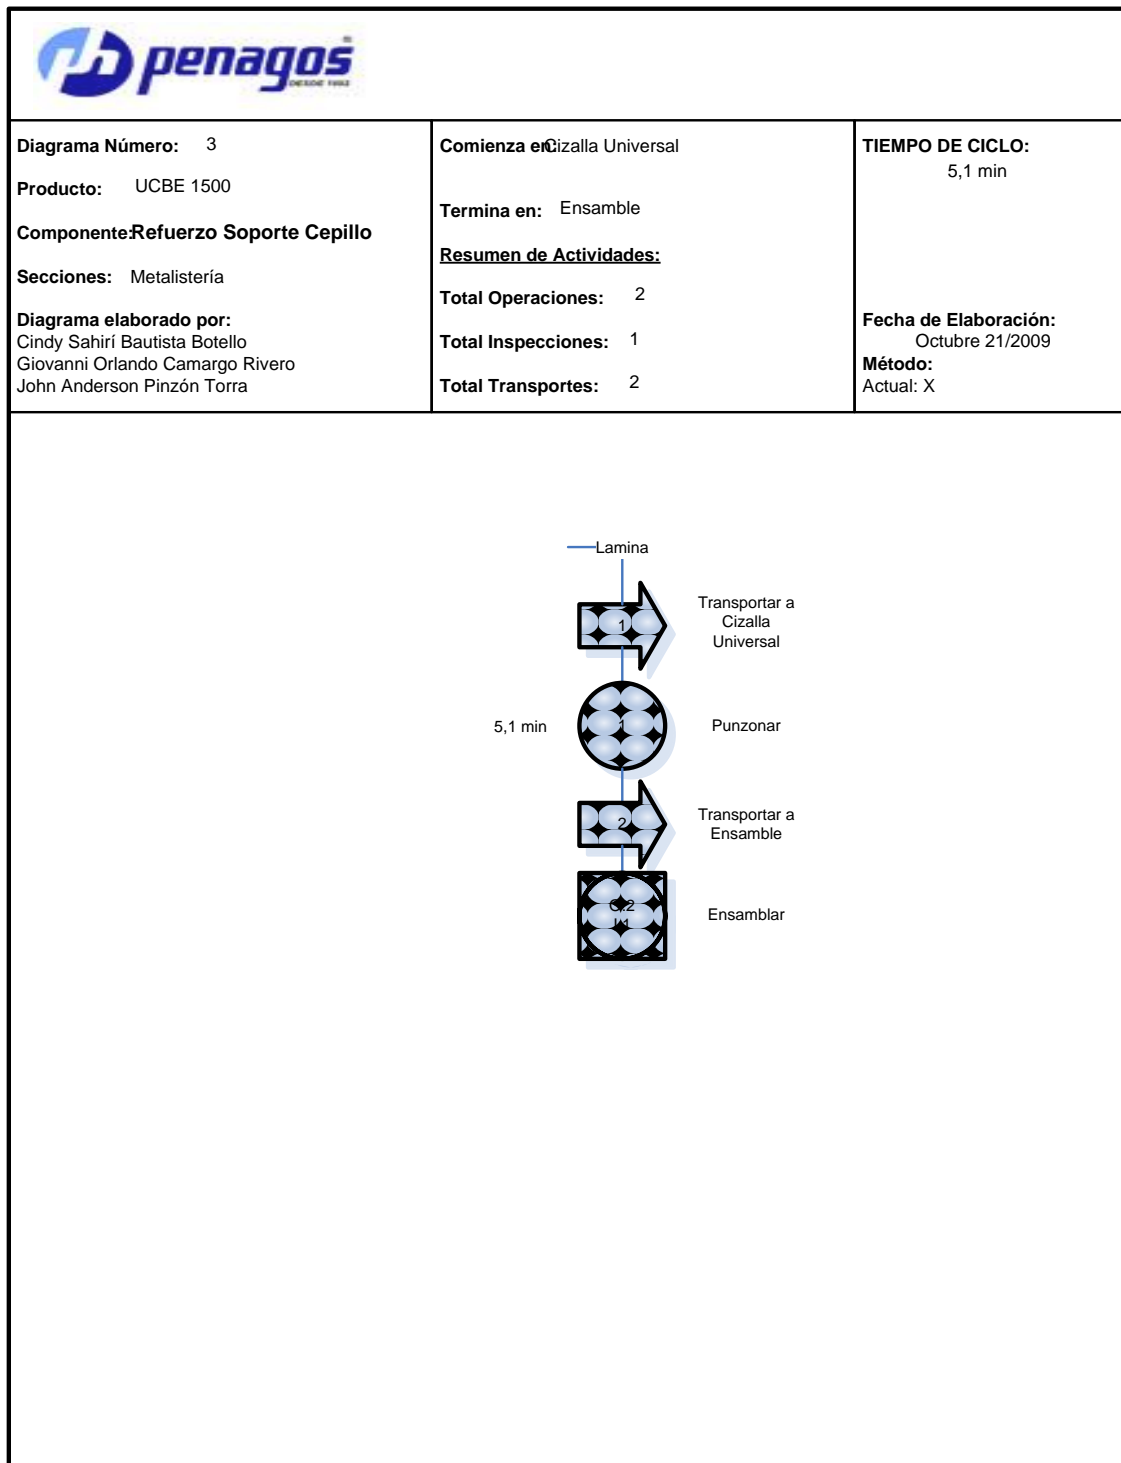 penagos
DESDE 1892
Diagrama Número: 3
Producto: UCBE 1500
Componente:Refuerzo Soporte Cepillo
Secciones: Metalistería
Diagrama elaborado por:
Cindy Sahirí Bautista Botello
Giovanni Orlando Camargo Rivero
John Anderson Pinzón Torra
Comienza en:Cizalla Universal
Termina en: Ensamble
Resumen de Actividades:
Total Operaciones: 2
Total Inspecciones: 1
Total Transportes: 2
TIEMPO DE CICLO:
5,1 min
Fecha de Elaboración:
Octubre 21/2009
Método:
Actual: X
Lamina
1
Transportar a
Cizalla
Universal
5,1 min
1
Punzonar
2
Transportar a
Ensamble
Ensamblar